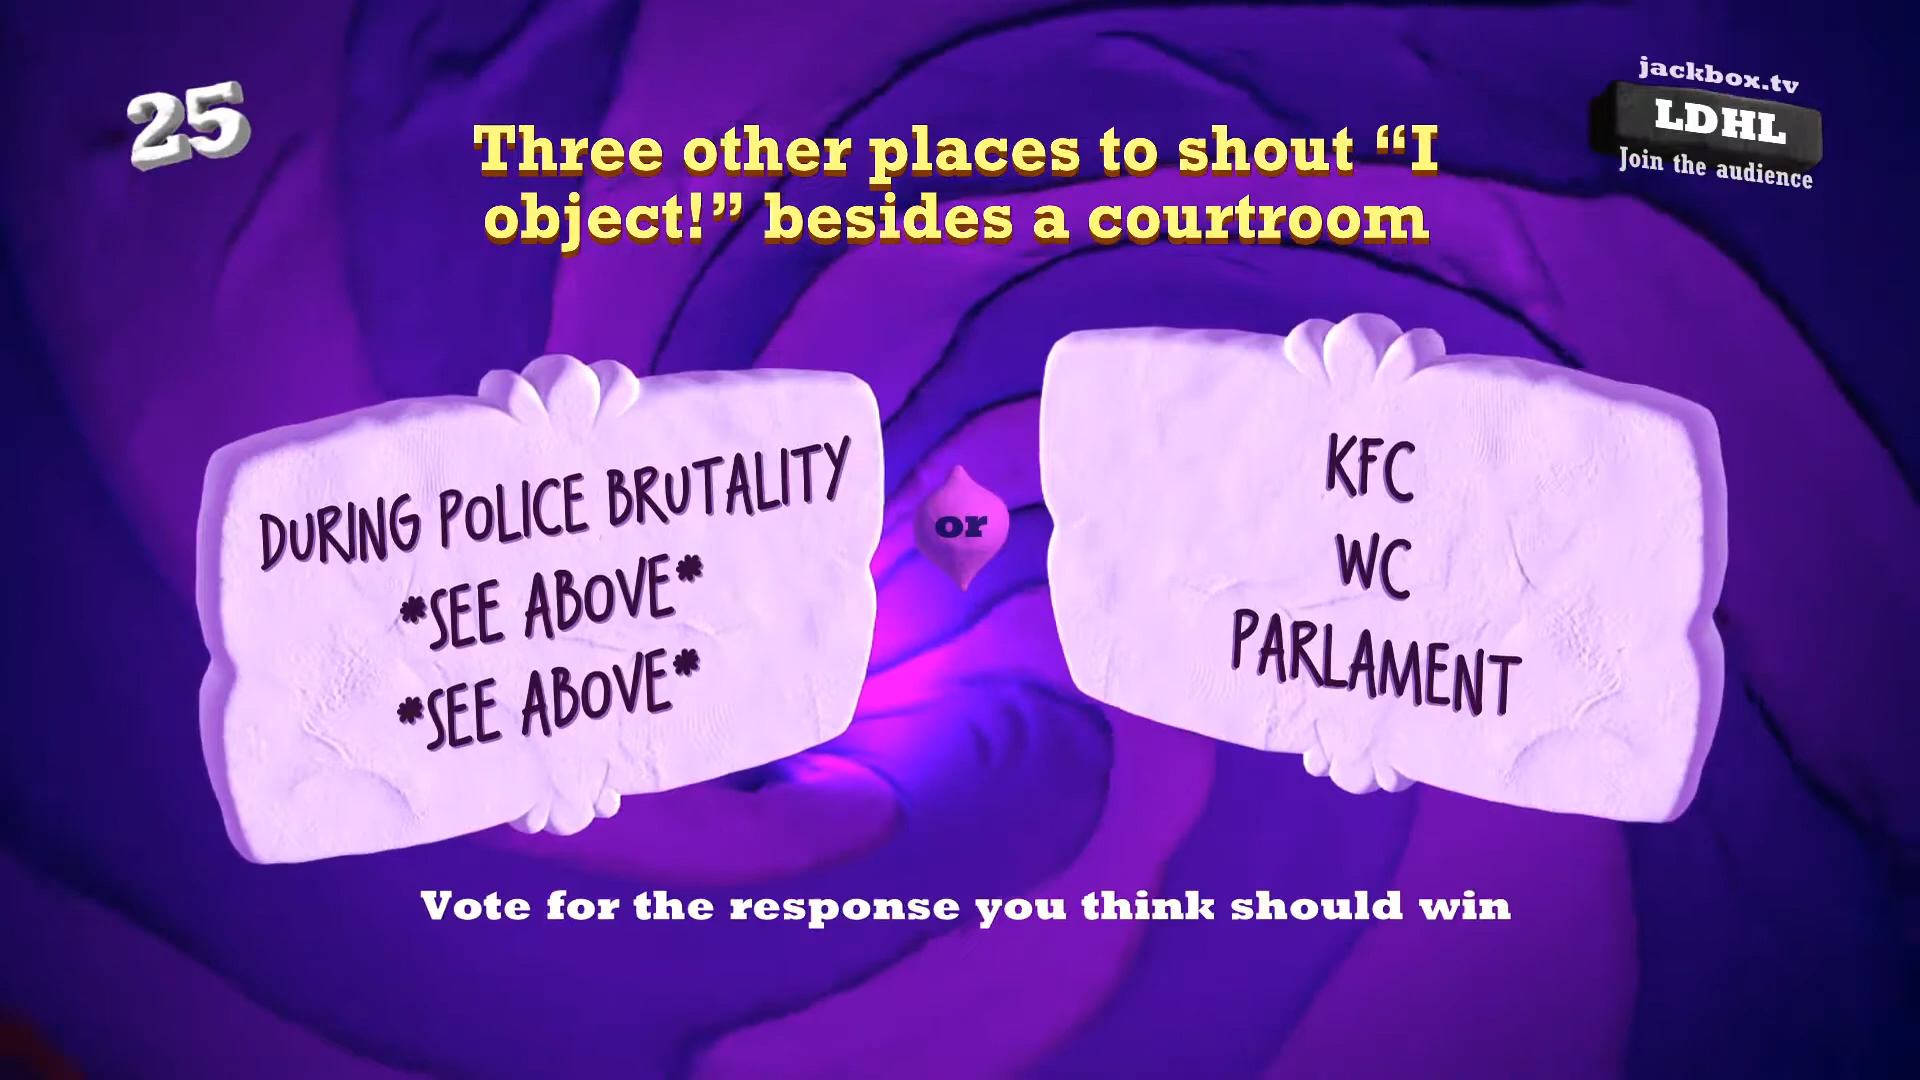 25
jackbox.tv
LDHL
Join the audience
Three other places to shout “I
object!” besides a courtroom
DURING POLICE BRUTALITY
*SEE ABOVE*
*SEE ABOVE*
or
KFC
WC
PARLAMENT
Vote for the response you think should win